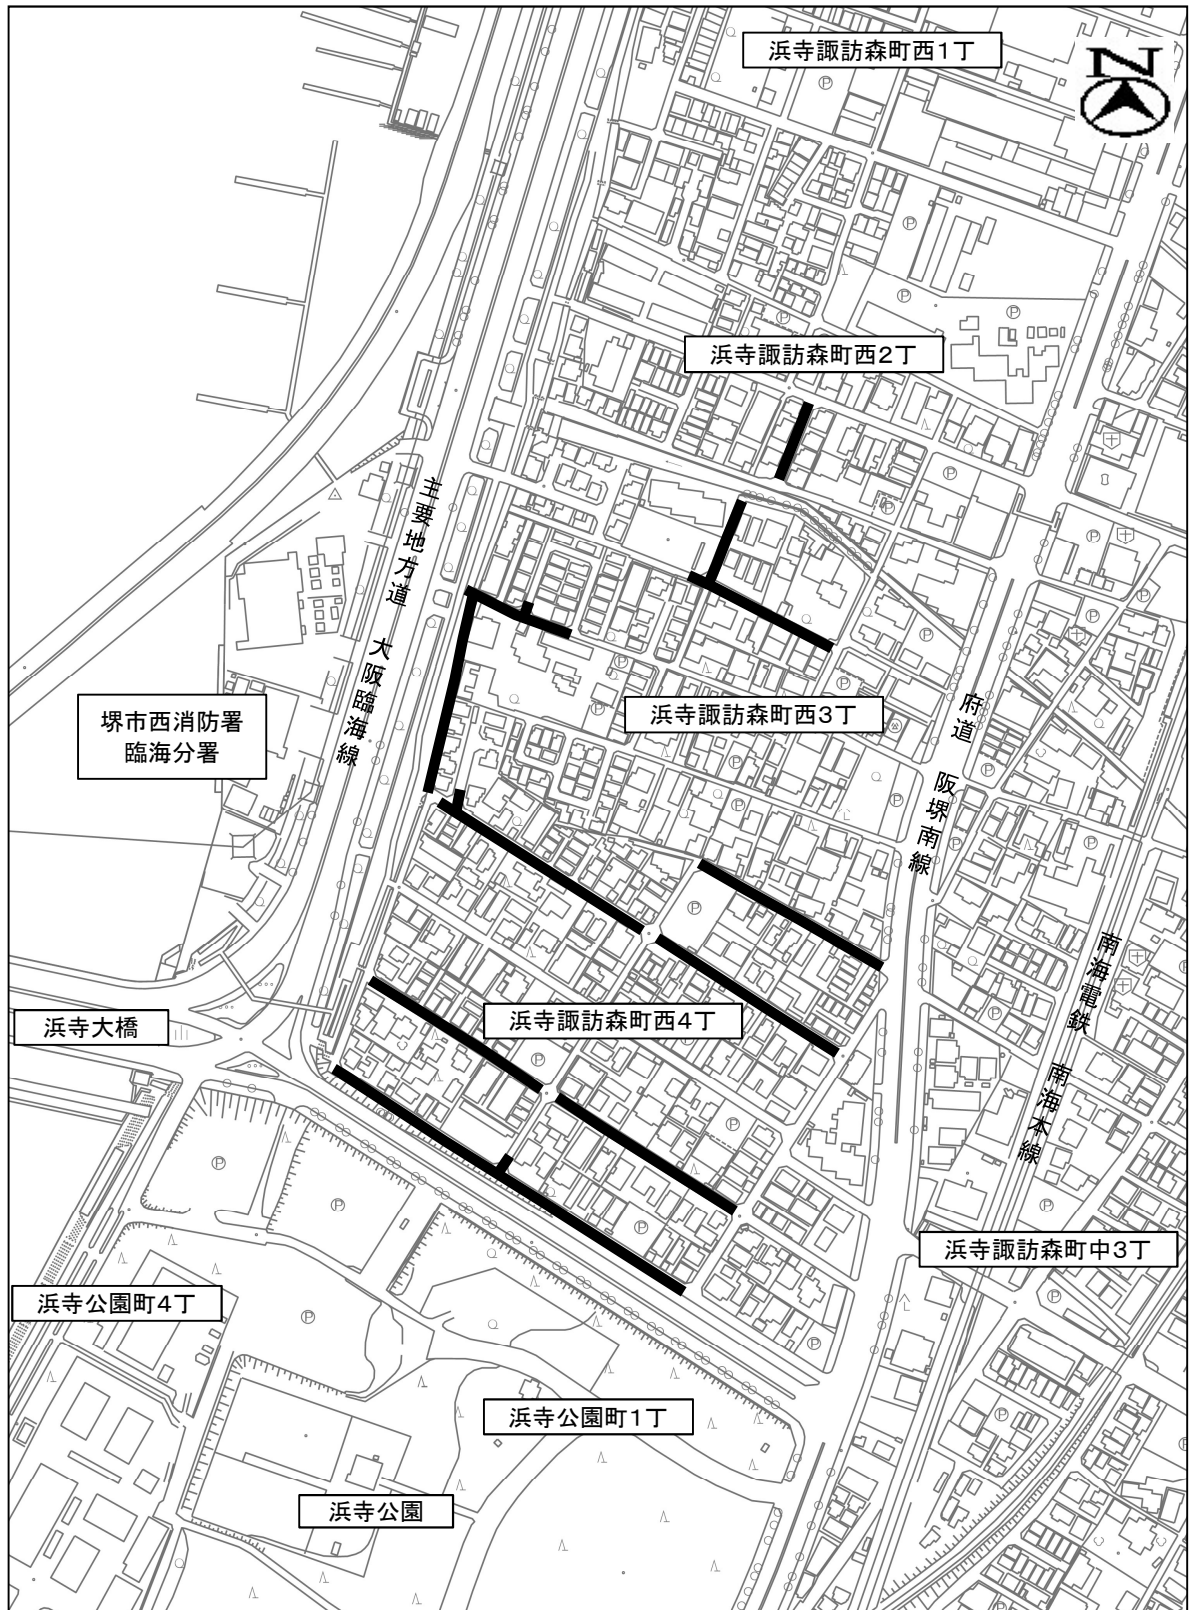 浜寺諏訪森町西1丁
N
浜寺諏訪森町西2丁
主要地方道 大阪臨海線
堺市西消防署
臨海分署
浜寺諏訪森町西3丁
府道 阪堺南線
南海電鉄 南海本線
浜寺大橋
浜寺諏訪森町西4丁
浜寺諏訪森町中3丁
浜寺公園町4丁
浜寺公園町1丁
浜寺公園